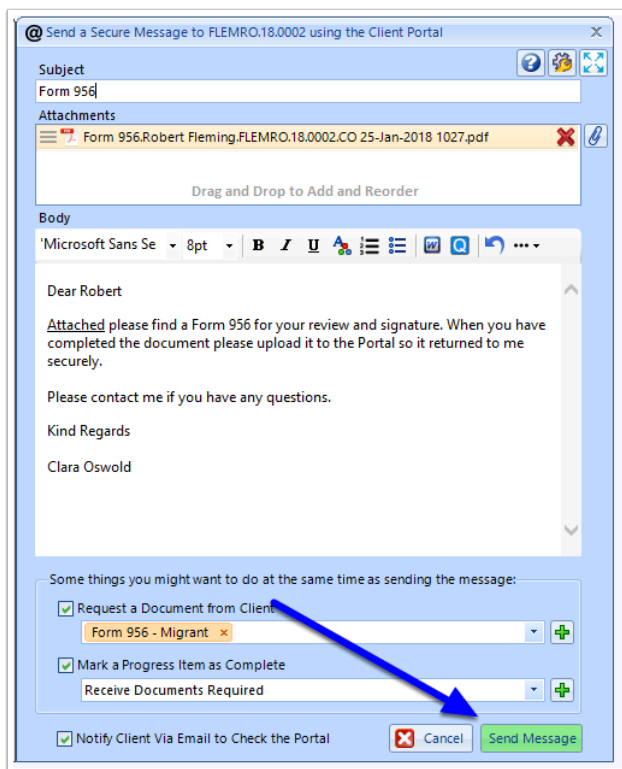 @ Send a Secure Message to FLEMRO.18.0002 using the Client Portal X
Subject
Form 956
Attachments
Form 956.Robert Fleming.FLEMRO.18.0002.CO 25-Jan-2018 1027.pdf
Drag and Drop to Add and Reorder
Body
'Microsoft Sans Se 8pt B I U W Q
Dear Robert
Attached please find a Form 956 for your review and signature. When you have
completed the document please upload it to the Portal so it returned to me
securely.
Please contact me if you have any questions.
Kind Regards
Clara Oswold
Some things you might want to do at the same time as sending the message:
Request a Document from Client
Form 956 - Migrant ×
Mark a Progress Item as Complete
Receive Documents Required
Notify Client Via Email to Check the Portal Cancel Send Message